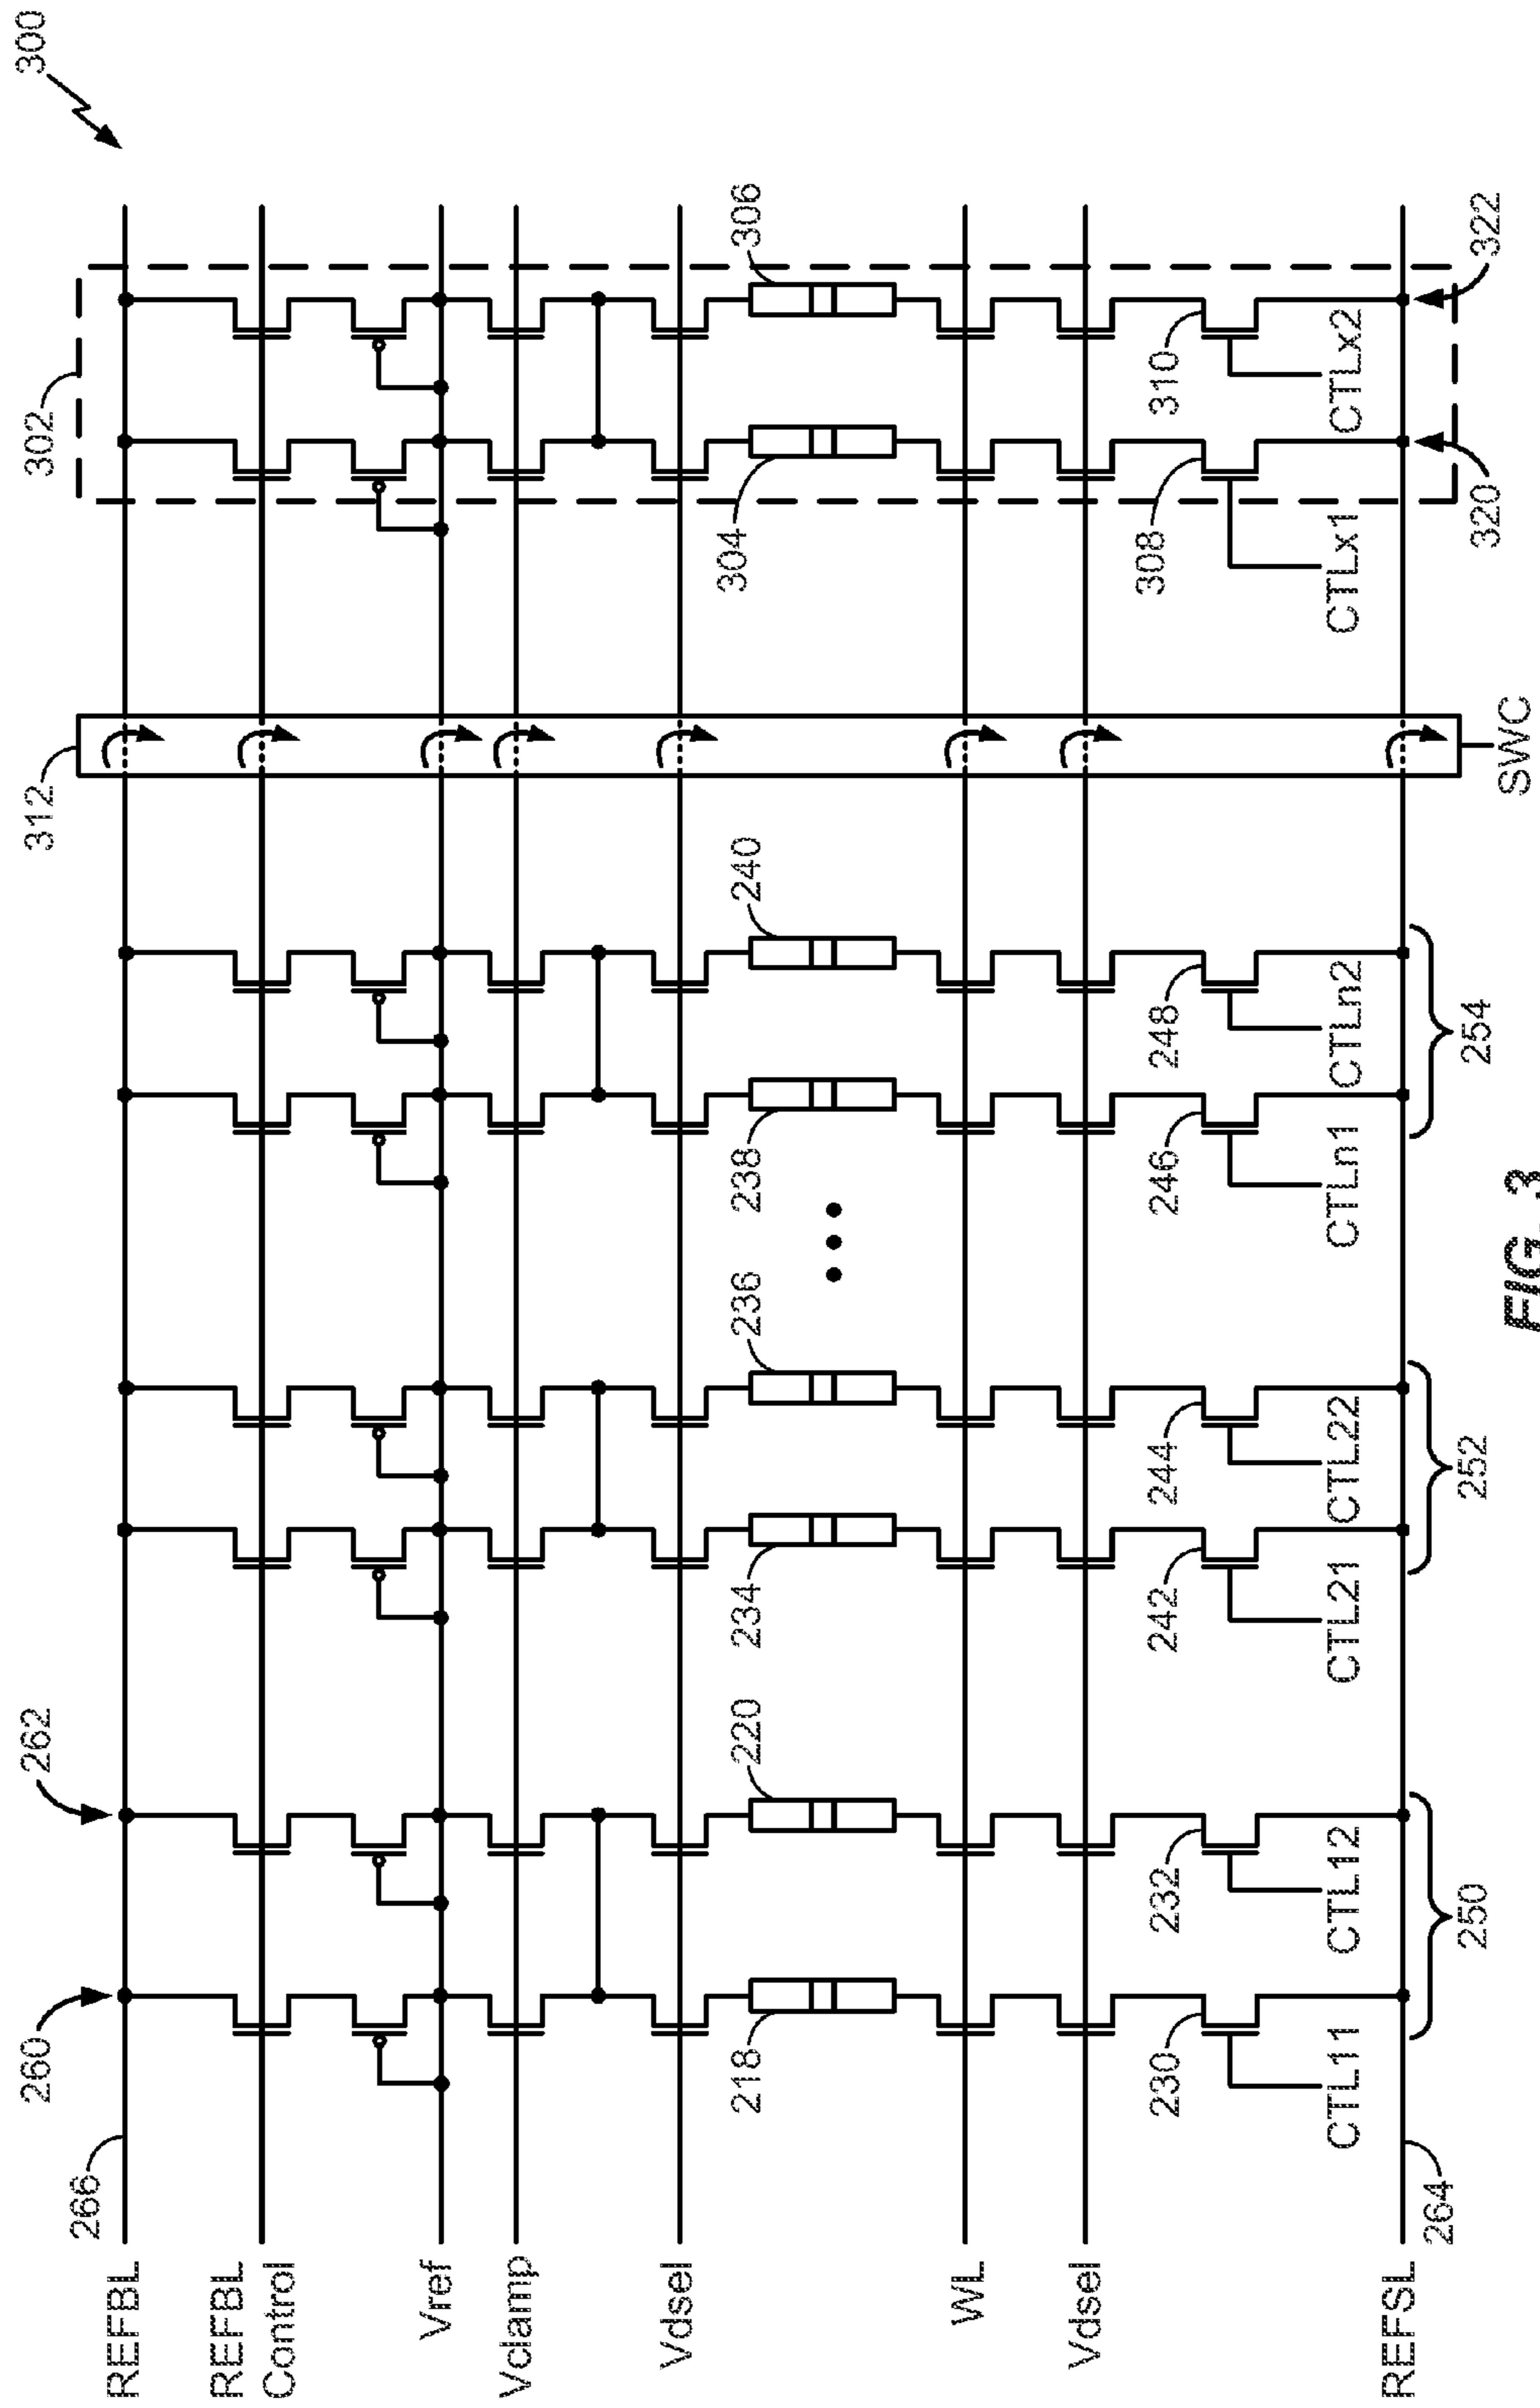 300
REFBL
266
260
262
312
302
REFBL
Control
Vref
Vclamp
Vdsel
218
220
234
236
238
240
304
306
WL
Vdsel
230
232
242
244
246
248
308
310
CTL11
CTL12
CTL21
CTL22
CTLn1
CTLn2
CTLx1
CTLx2
REFSL
264
250
252
254
SWC
320
322
FIG. 3